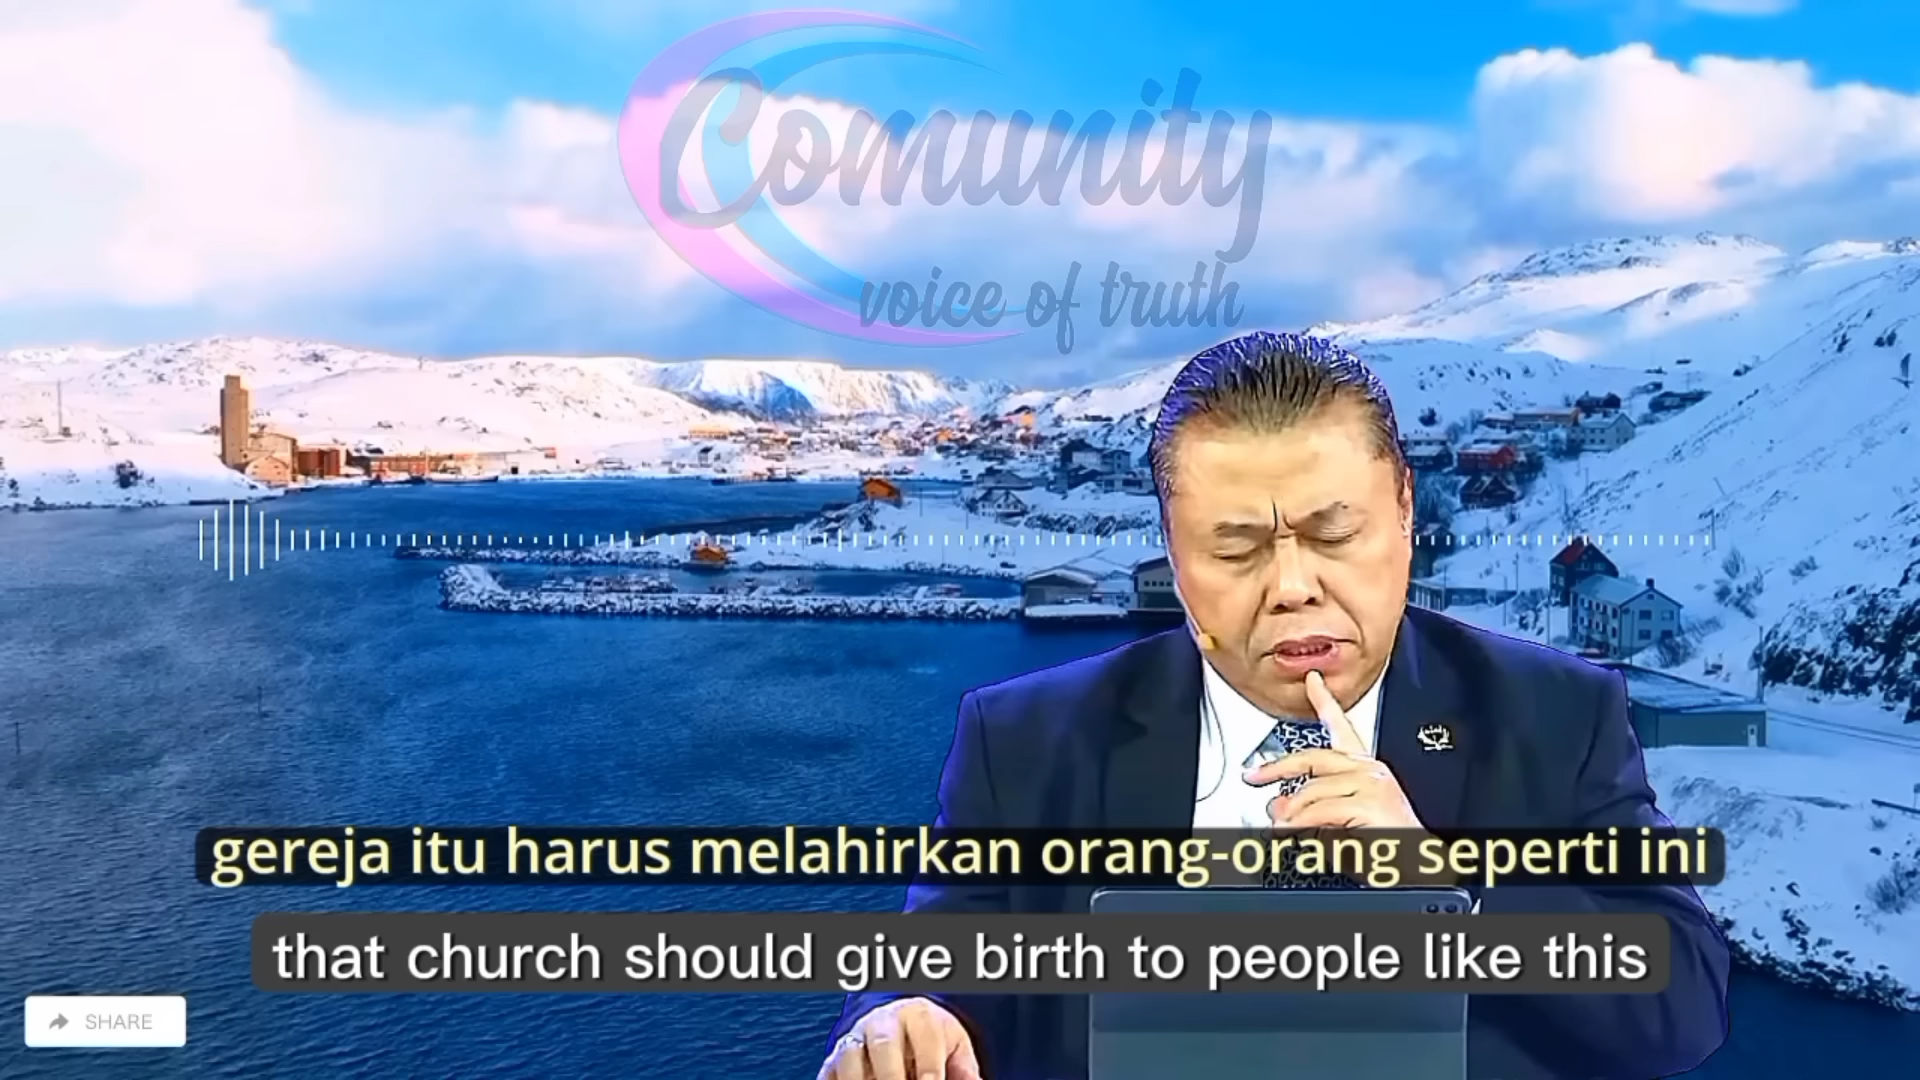 Comunity
voice of truth
gereja itu harus melahirkan orang-orang seperti ini
that church should give birth to people like this
SHARE